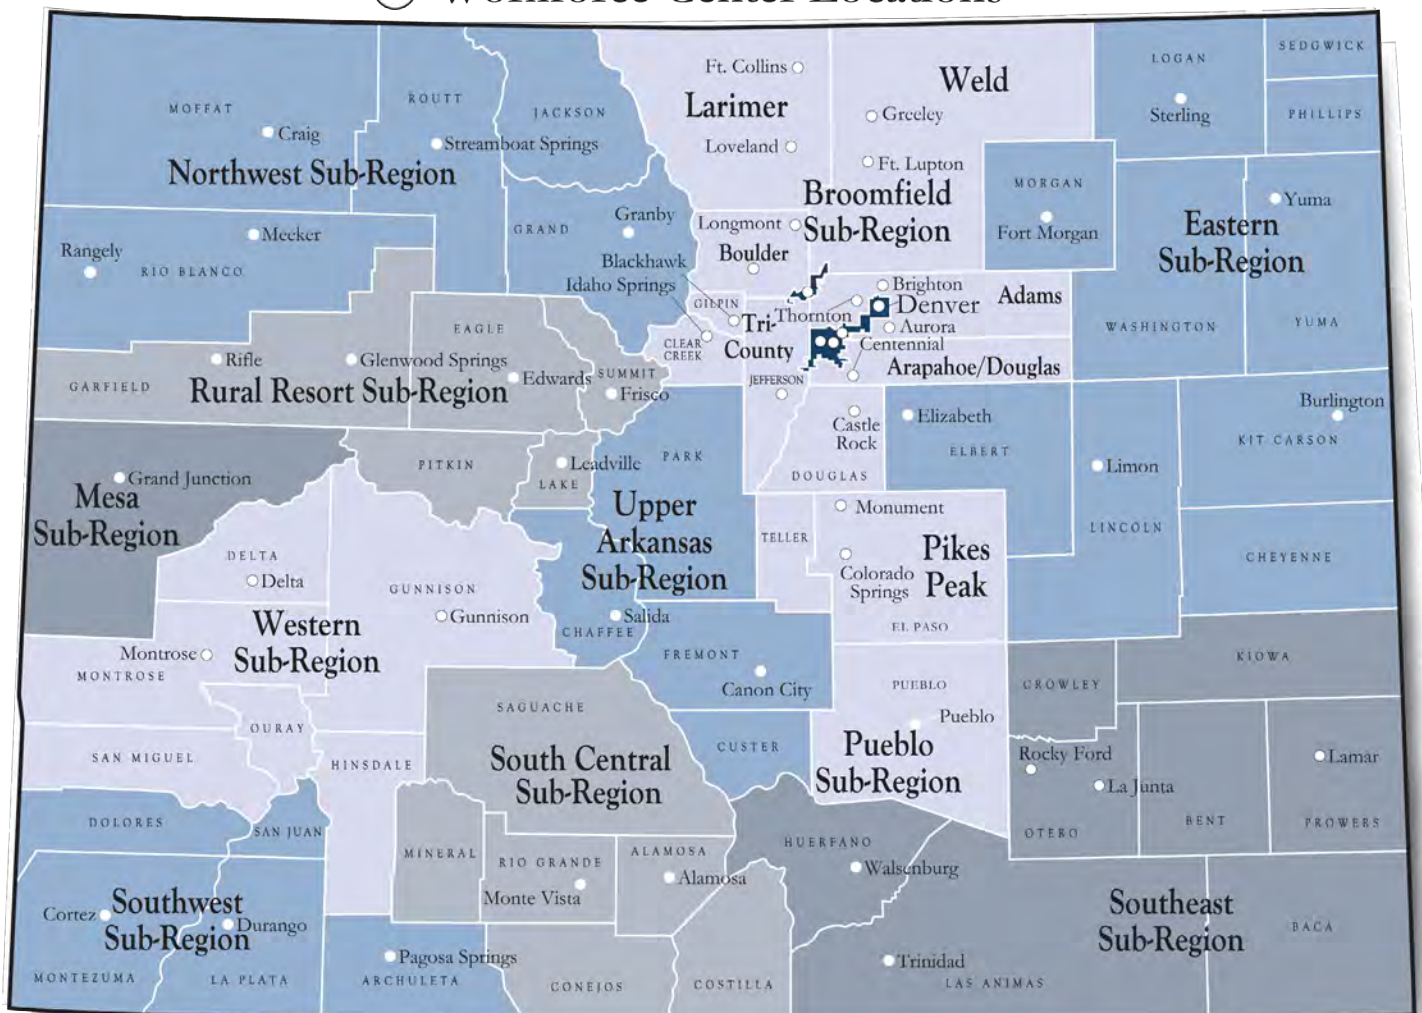 Workforce Center Locations
SEDGWICK
LOGAN
Ft. Collins
Weld
MOFFAT
ROUTT
JACKSON
Larimer
Greeley
Sterling
PHILLIPS
Craig
Streamboat Springs
Loveland
Ft. Lupton
Northwest Sub-Region
MORGAN
Broomfield
Sub-Region
Yuma
Granby
Longmont
Fort Morgan
Eastern
Sub-Region
GRAND
Meeker
Rangely
RIO BLANCO
Boulder
Blackhawk
Idaho Springs
Brighton
Denver
Adams
GILPIN
Thornton
Tri-
County
Aurora
WASHINGTON
YUMA
EAGLE
CLEAR
CREEK
Centennial
Rifle
Glenwood Springs
Arapahoe/Douglas
GARFIELD
Rural Resort Sub-Region
Edwards
SUMMIT
Frisco
JEFFERSON
Castle
Rock
Elizabeth
Burlington
KIT CARSON
ELBERT
PITKIN
Leadville
LAKE
PARK
DOUGLAS
Limon
Grand Junction
Mesa
Sub-Region
Upper
Arkansas
Sub-Region
Monument
LINCOLN
TELLER
Pikes
Peak
CHEYENNE
DELTA
Delta
GUNNISON
Gunnison
Colorado
Springs
EL PASO
Western
Sub-Region
Salida
CHAFFEE
Montrose
MONTROSE
FREMONT
Canon City
KIOWA
PUEBLO
CROWLEY
SAGUACHE
Pueblo
OURAY
SAN MIGUEL
HINSDALE
South Central
Sub-Region
CUSTER
Pueblo
Sub-Region
Rocky Ford
La Junta
Lamar
DOLORES
SAN JUAN
OTERO
BENT
PROWERS
MINERAL
RIO GRANDE
ALAMOSA
HUERFANO
Monte Vista
Alamosa
Walsenburg
Cortez
Southwest
Sub-Region
Durango
Southeast
Sub-Region
BACA
Pagosa Springs
Trinidad
MONTEZUMA
LA PLATA
ARCHULETA
CONEJOS
COSTILLA
LAS ANIMAS